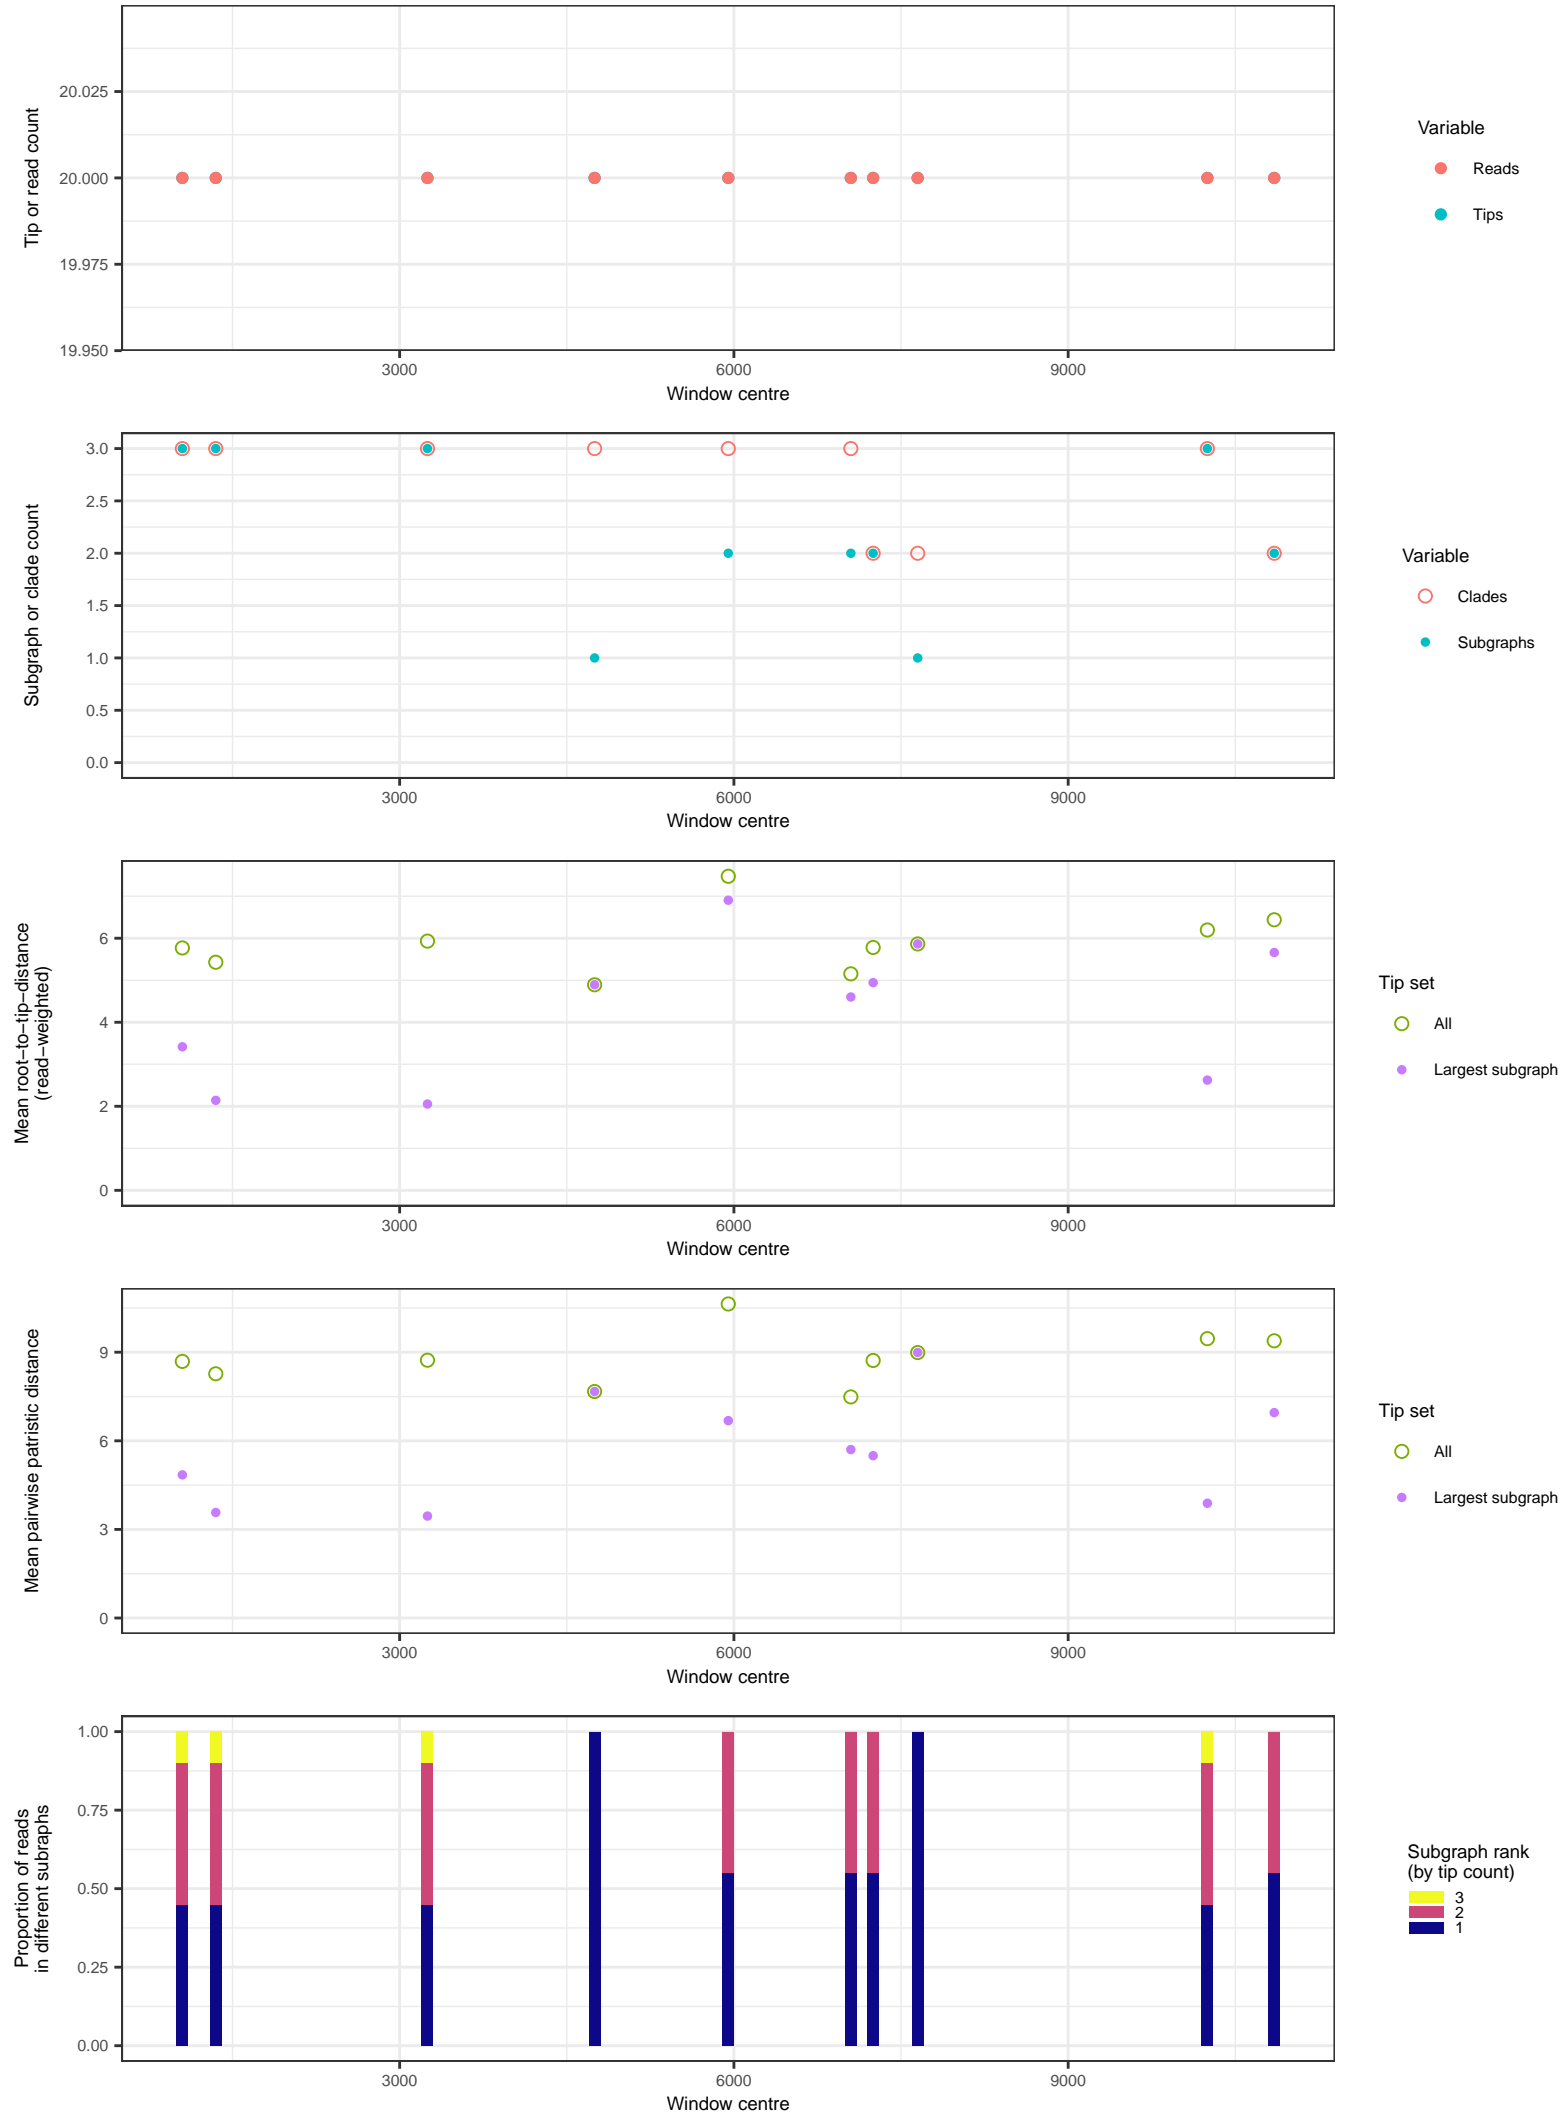 Tip or read count
20.025
20.000
19.975
19.950
3000 6000 9000
Window centre
Variable
Reads
Tips
Subgraph or clade count
3.0
2.5
2.0
1.5
1.0
0.5
0.0
3000 6000 9000
Window centre
Variable
Clades
Subgraphs
Mean root−to−tip−distance
(read−weighted)
6
4
2
0
3000 6000 9000
Window centre
Tip set
All
Largest subgraph
Mean pairwise patristic distance
9
6
3
0
3000 6000 9000
Window centre
Tip set
All
Largest subgraph
Proportion of reads
in different subraphs
1.00
0.75
0.50
0.25
0.00
3000 6000 9000
Window centre
Subgraph rank
(by tip count)
3
2
1